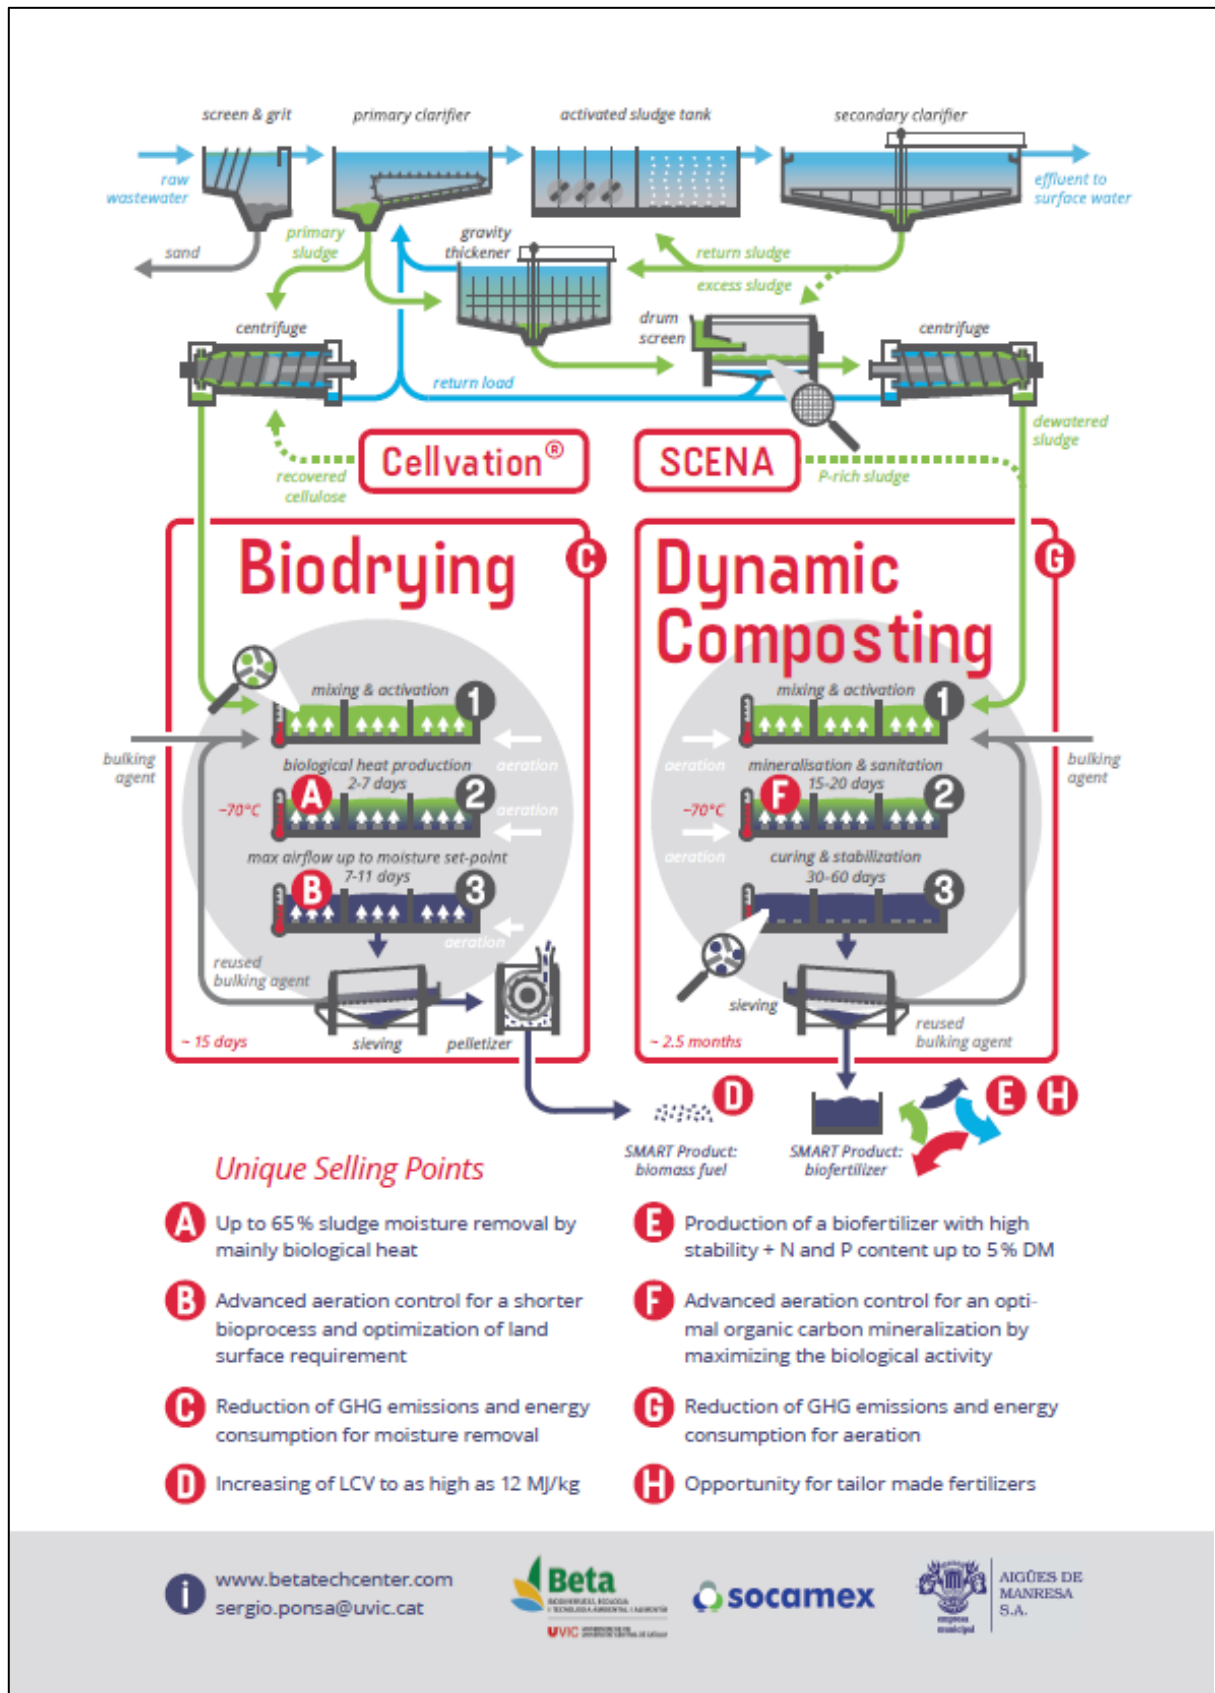 screen & grit
primary clarifier
activated sludge tank
secondary clarifier
raw
wastewater
effluent to
surface water
sand
primary
sludge
gravity
thickener
return sludge
excess sludge
centrifuge
drum
screen
centrifuge
return load
dewatered
sludge
Cellvation®
SCENA
recovered
cellulose
P-rich sludge
Biodrying
C
Dynamic
Composting
G
mixing & activation
1
bulking
agent
aeration
biological heat production
2-7 days
~70°C
A
2
aeration
max airflow up to moisture set-point
7-11 days
B
3
aeration
reused
bulking agent
~ 15 days
sieving
pelletizer
mixing & activation
1
aeration
bulking
agent
mineralisation & sanitation
15-20 days
~70°C
F
2
aeration
curing & stabilization
30-60 days
3
sieving
reused
bulking agent
~ 2.5 months
D
E
H
SMART Product:
biomass fuel
SMART Product:
biofertilizer
Unique Selling Points
A Up to 65% sludge moisture removal by
mainly biological heat
B Advanced aeration control for a shorter
bioprocess and optimization of land
surface requirement
C Reduction of GHG emissions and energy
consumption for moisture removal
D Increasing of LCV to as high as 12 MJ/kg
E Production of a biofertilizer with high
stability + N and P content up to 5% DM
F Advanced aeration control for an opti-
mal organic carbon mineralization by
maximizing the biological activity
G Reduction of GHG emissions and energy
consumption for aeration
H Opportunity for tailor made fertilizers
i
www.betatechcenter.com
sergio.ponsa@uvic.cat
Beta
UVIC
socamex
empresa
municipal
AIGÜES DE
MANRESA
S.A.